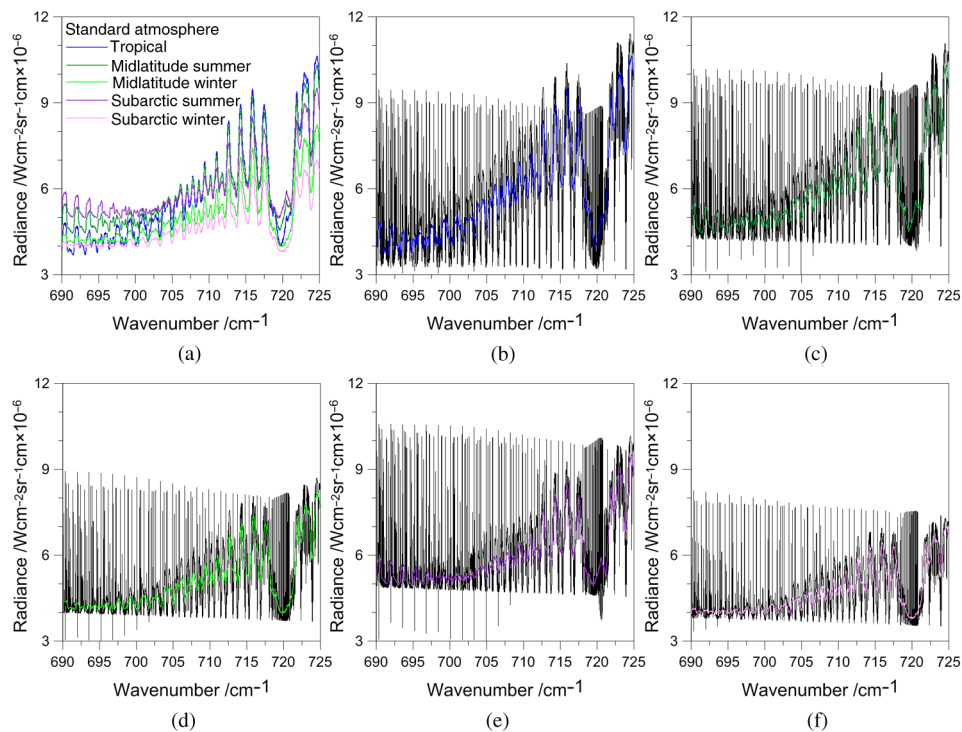 12
9
6
3
Radiance /Wcm⁻²sr⁻¹cm×10⁻⁶
Standard atmosphere
Tropical
Midlatitude summer
Midlatitude winter
Subarctic summer
Subarctic winter
690 695 700 705 710 715 720 725
Wavenumber /cm⁻¹
(a)
12
9
6
3
Radiance /Wcm⁻²sr⁻¹cm×10⁻⁶
690 695 700 705 710 715 720 725
Wavenumber /cm⁻¹
(b)
12
9
6
3
Radiance /Wcm⁻²sr⁻¹cm×10⁻⁶
690 695 700 705 710 715 720 725
Wavenumber /cm⁻¹
(c)
12
9
6
3
Radiance /Wcm⁻²sr⁻¹cm×10⁻⁶
690 695 700 705 710 715 720 725
Wavenumber /cm⁻¹
(d)
12
9
6
3
Radiance /Wcm⁻²sr⁻¹cm×10⁻⁶
690 695 700 705 710 715 720 725
Wavenumber /cm⁻¹
(e)
12
9
6
3
Radiance /Wcm⁻²sr⁻¹cm×10⁻⁶
690 695 700 705 710 715 720 725
Wavenumber /cm⁻¹
(f)